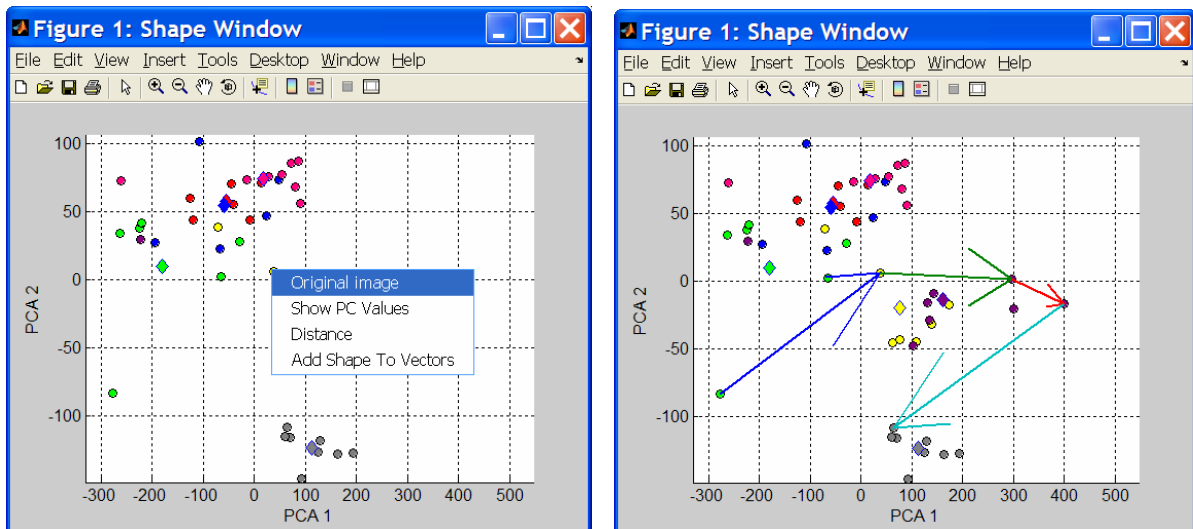 Figure 1: Shape Window
File Edit View Insert Tools Desktop Window Help
100
50
0
-50
-100
PCA 2
Original image
Show PC Values
Distance
Add Shape To Vectors
-300 -200 -100 0 100 200 300 400 500
PCA 1
Figure 1: Shape Window
File Edit View Insert Tools Desktop Window Help
100
50
0
-50
-100
PCA 2
-300 -200 -100 0 100 200 300 400 500
PCA 1